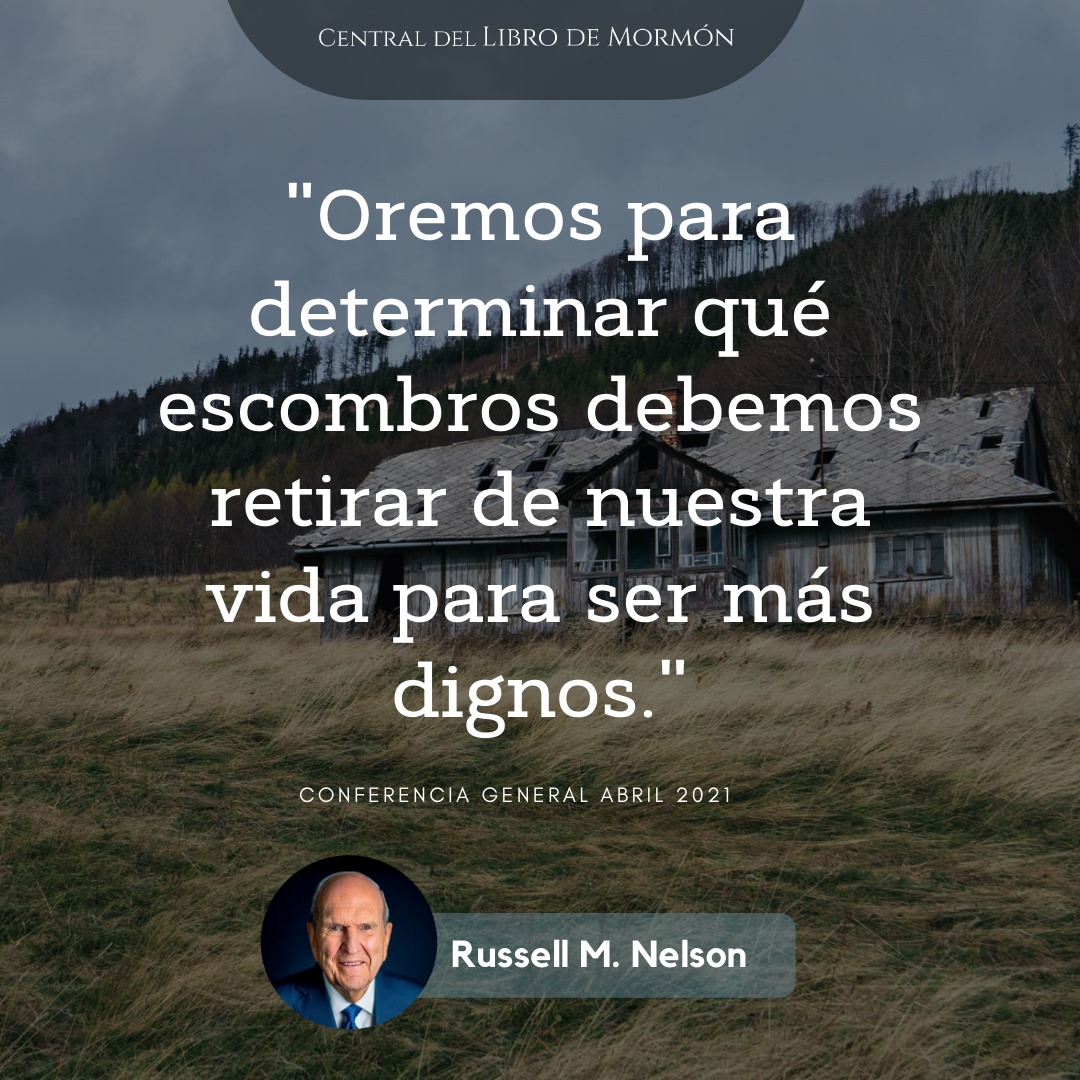 Central del Libro de Mormón
"Oremos para
determinar qué
escombros debemos
retirar de nuestra
vida para ser más
dignos."
CONFERENCIA GENERAL ABRIL 2021
Russell M. Nelson